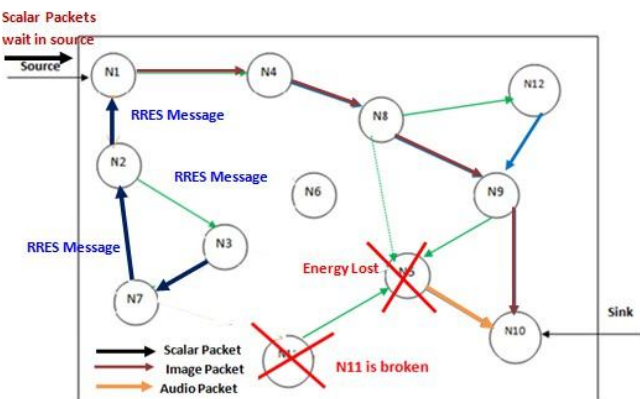 Scalar Packets
wait in source
Source
N1
N4
N12
N8
RRES Message
N2
RRES Message
N6
N9
N3
RRES Message
Energy Lost
N5
N7
Sink
N10
N11 is broken
Scalar Packet
Image Packet
Audio Packet